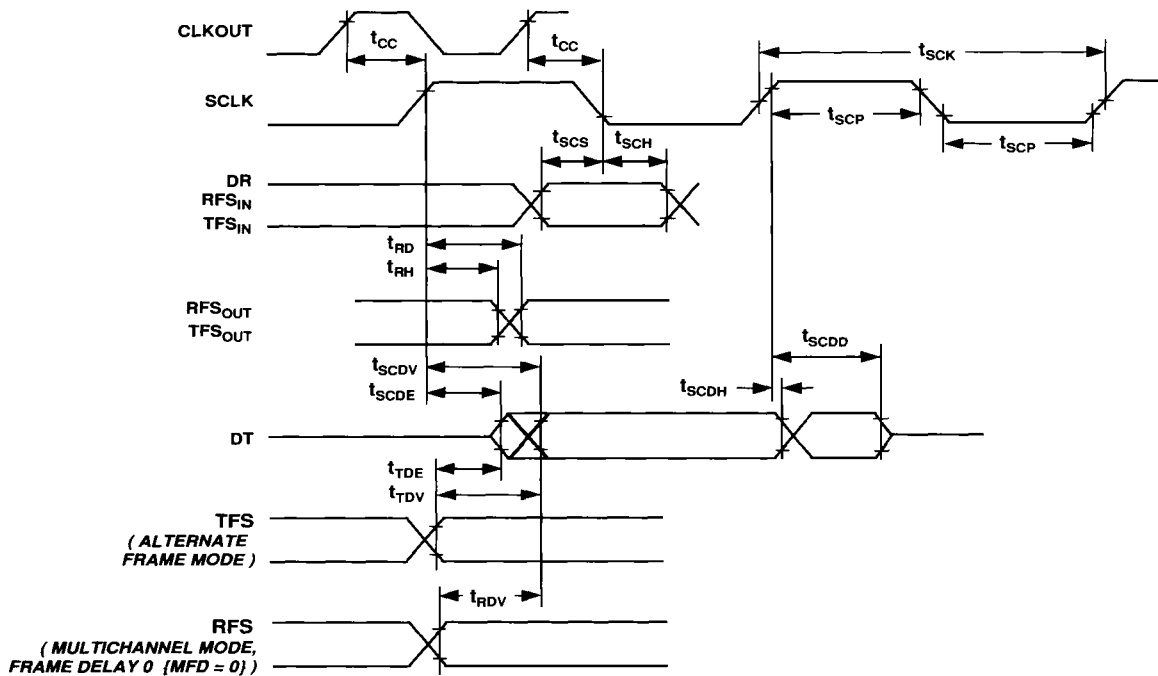 CLKOUT
tCC
tCC
tSCK
SCLK
tSCP
tSCP
tSCS
tSCH
DR
RFSIN
TFSIN
tRD
tRH
RFSOUT
TFSOUT
tSCDV
tSCDE
tSCDD
tSCDH
DT
tTDE
tTDV
TFS
( ALTERNATE
FRAME MODE )
tRDV
RFS
( MULTICHANNEL MODE,
FRAME DELAY 0 {MFD = 0} )